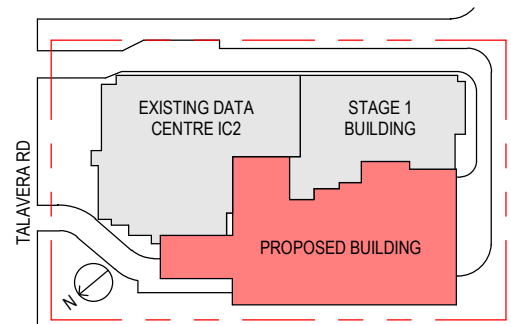 EXISTING DATA
CENTRE IC2
STAGE 1
BUILDING
TALAVERA RD
PROPOSED BUILDING
N